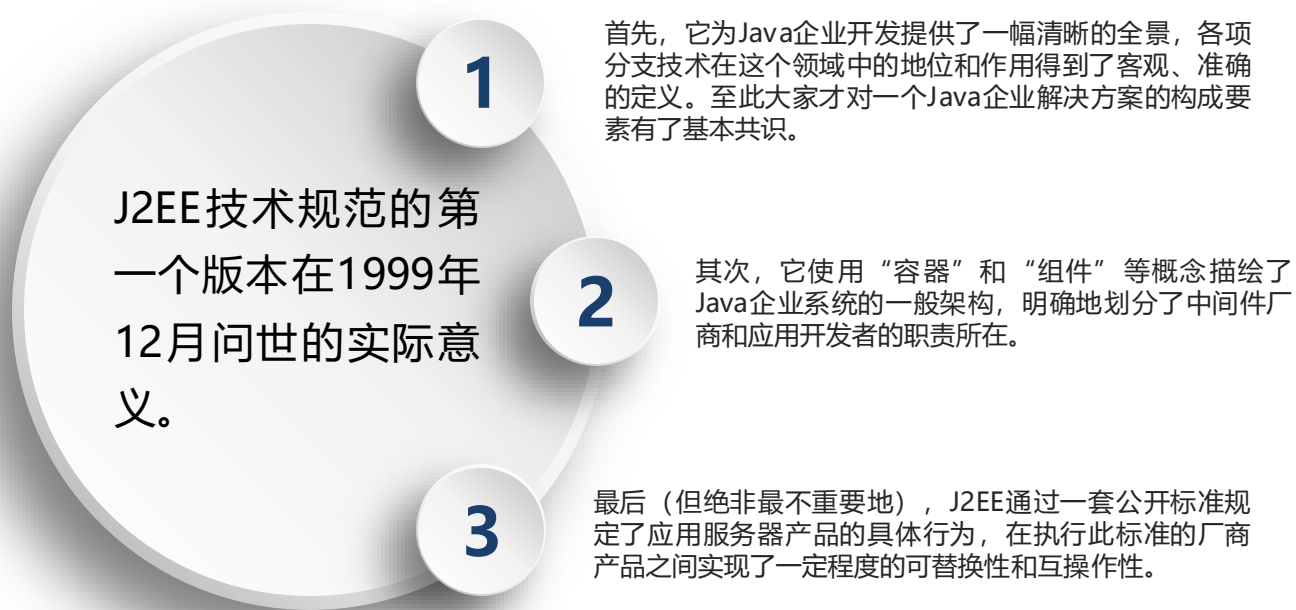 J2EE技术规范的第
一个版本在1999年
12月问世的实际意
义。
1
首先，它为Java企业开发提供了一幅清晰的全景，各项
分支技术在这个领域中的地位和作用得到了客观、准确
的定义。至此大家才对一个Java企业解决方案的构成要
素有了基本共识。
2
其次，它使用“容器”和“组件”等概念描绘了
Java企业系统的一般架构，明确地划分了中间件厂
商和应用开发者的职责所在。
3
最后（但绝非最不重要地），J2EE通过一套公开标准规
定了应用服务器产品的具体行为，在执行此标准的厂商
产品之间实现了一定程度的可替换性和互操作性。